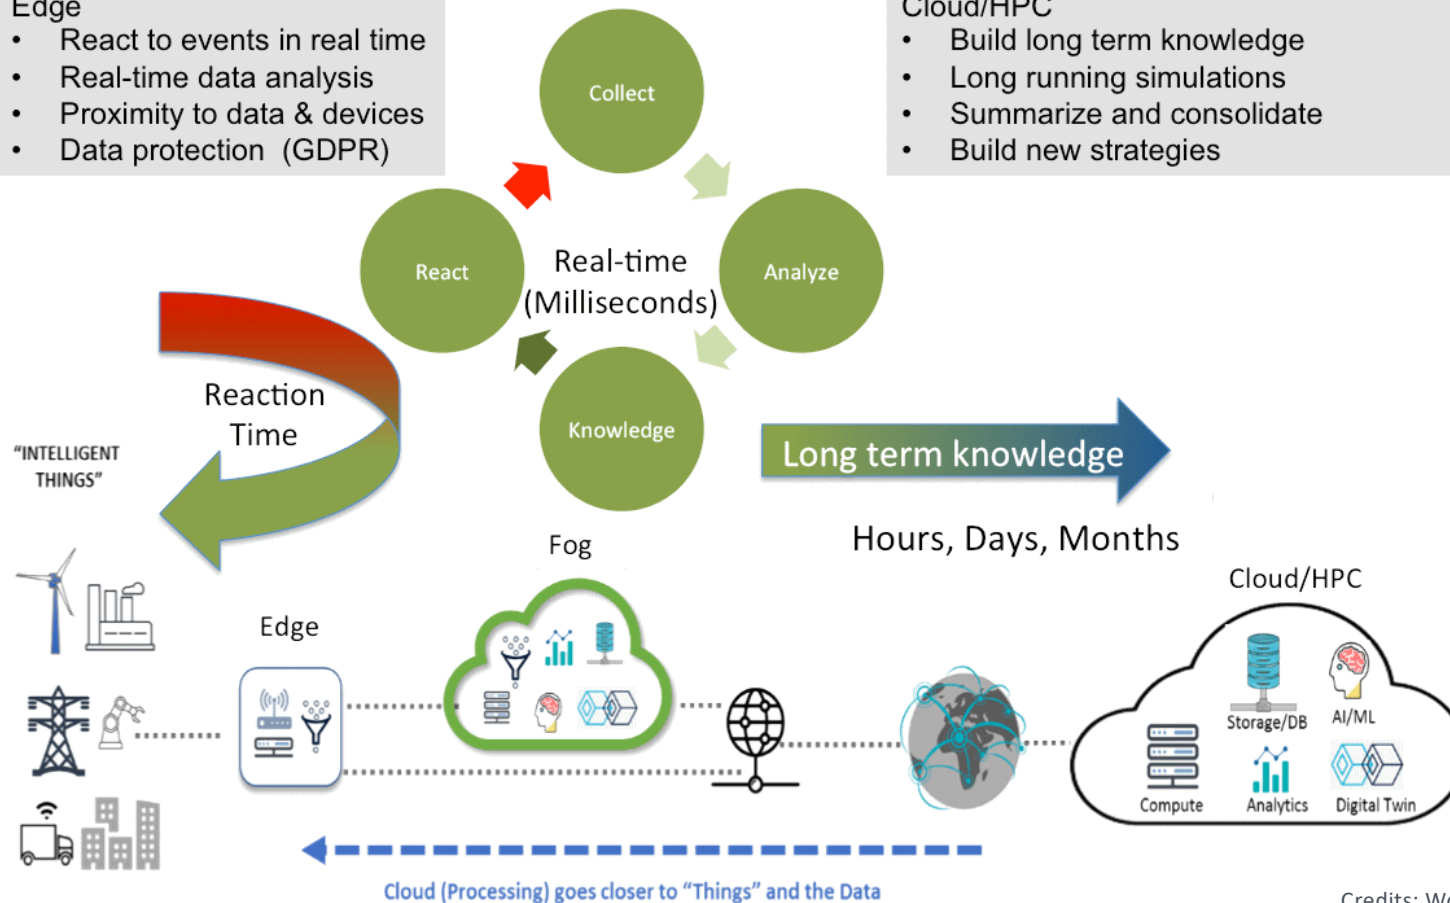 Edge
• React to events in real time
• Real-time data analysis
• Proximity to data & devices
• Data protection (GDPR)
Cloud/HPC
• Build long term knowledge
• Long running simulations
• Summarize and consolidate
• Build new strategies
Collect
React
Real-time
(Milliseconds)
Analyze
Knowledge
Reaction
Time
"INTELLIGENT
THINGS"
Long term knowledge
Hours, Days, Months
Fog
Cloud/HPC
Edge
Storage/DB
AI/ML
Compute
Analytics
Digital Twin
Cloud (Processing) goes closer to "Things" and the Data
Credits: